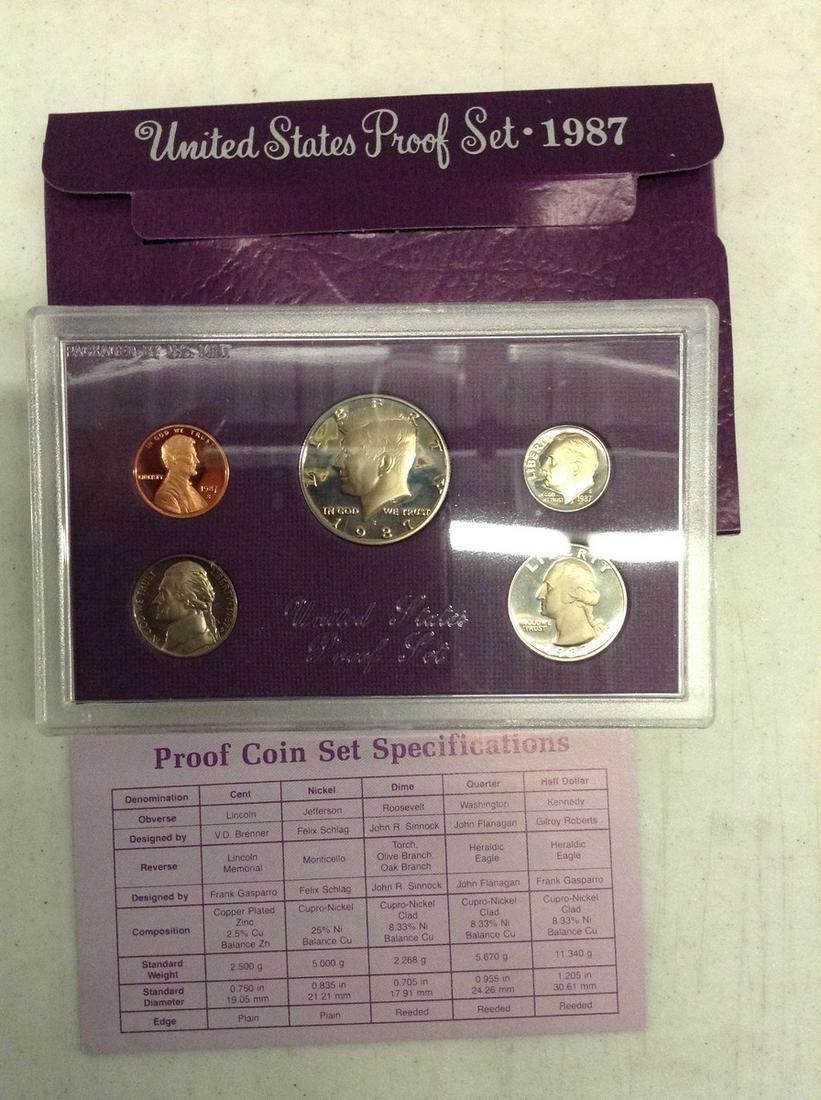 United States Proof Set · 1987
PACKAGED BY U.S. MINT
IN GOD WE TRUST
LIBERTY
1987
S
LIBERTY
IN GOD WE TRUST
1987
LIBERTY
IN GOD
WE TRUST
1987
LIBERTY
IN GOD WE
TRUST
1987
United States
Proof Set
Proof Coin Set Specifications
Denomination Cent Nickel Dime Quarter Half Dollar
Obverse Lincoln Jefferson Roosevelt Washington Kennedy
Designed by V.D. Brenner Felix Schlag John R. Sinnock John Flanagan Gilroy Roberts
Reverse Lincoln Memorial Monticello Torch, Olive Branch Oak Branch Heraldic Eagle Heraldic Eagle
Designed by Frank Gasparro Felix Schlag John R. Sinnock John Flanagan Frank Gasparro
Composition Copper Plated Zinc 2.5% Cu Balance Zn Cupro-Nickel 25% Ni Balance Cu Cupro-Nickel Clad 8.33% Ni Balance Cu Cupro-Nickel Clad 8.33% Ni Balance Cu Cupro-Nickel Clad 8.33% Ni Balance Cu
Standard Weight 2.500 g 5.000 g 2.268 g 5.670 g 11.340 g
Standard Diameter 0.750 in 19.05 mm 0.835 in 21.21 mm 0.705 in 17.91 mm 0.955 in 24.26 mm 1.205 in 30.61 mm
Edge Plain Plain Reeded Reeded Reeded